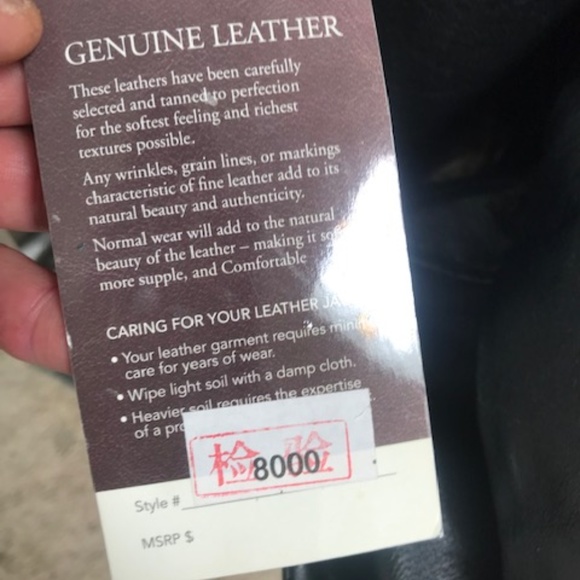 GENUINE LEATHER
These leathers have been carefully
selected and tanned to perfection
for the softest feeling and richest
textures possible.
Any wrinkles, grain lines, or markings
characteristic of fine leather add to its
natural beauty and authenticity.
Normal wear will add to the natural
beauty of the leather – making it
more supple, and Comfortable
CARING FOR YOUR LEATHER
• Your leather garment requires
care for years of wear.
• Wipe light soil with a damp cloth.
• Heavier soil requires the expertise
of a
检验
8000
Style #
MSRP $